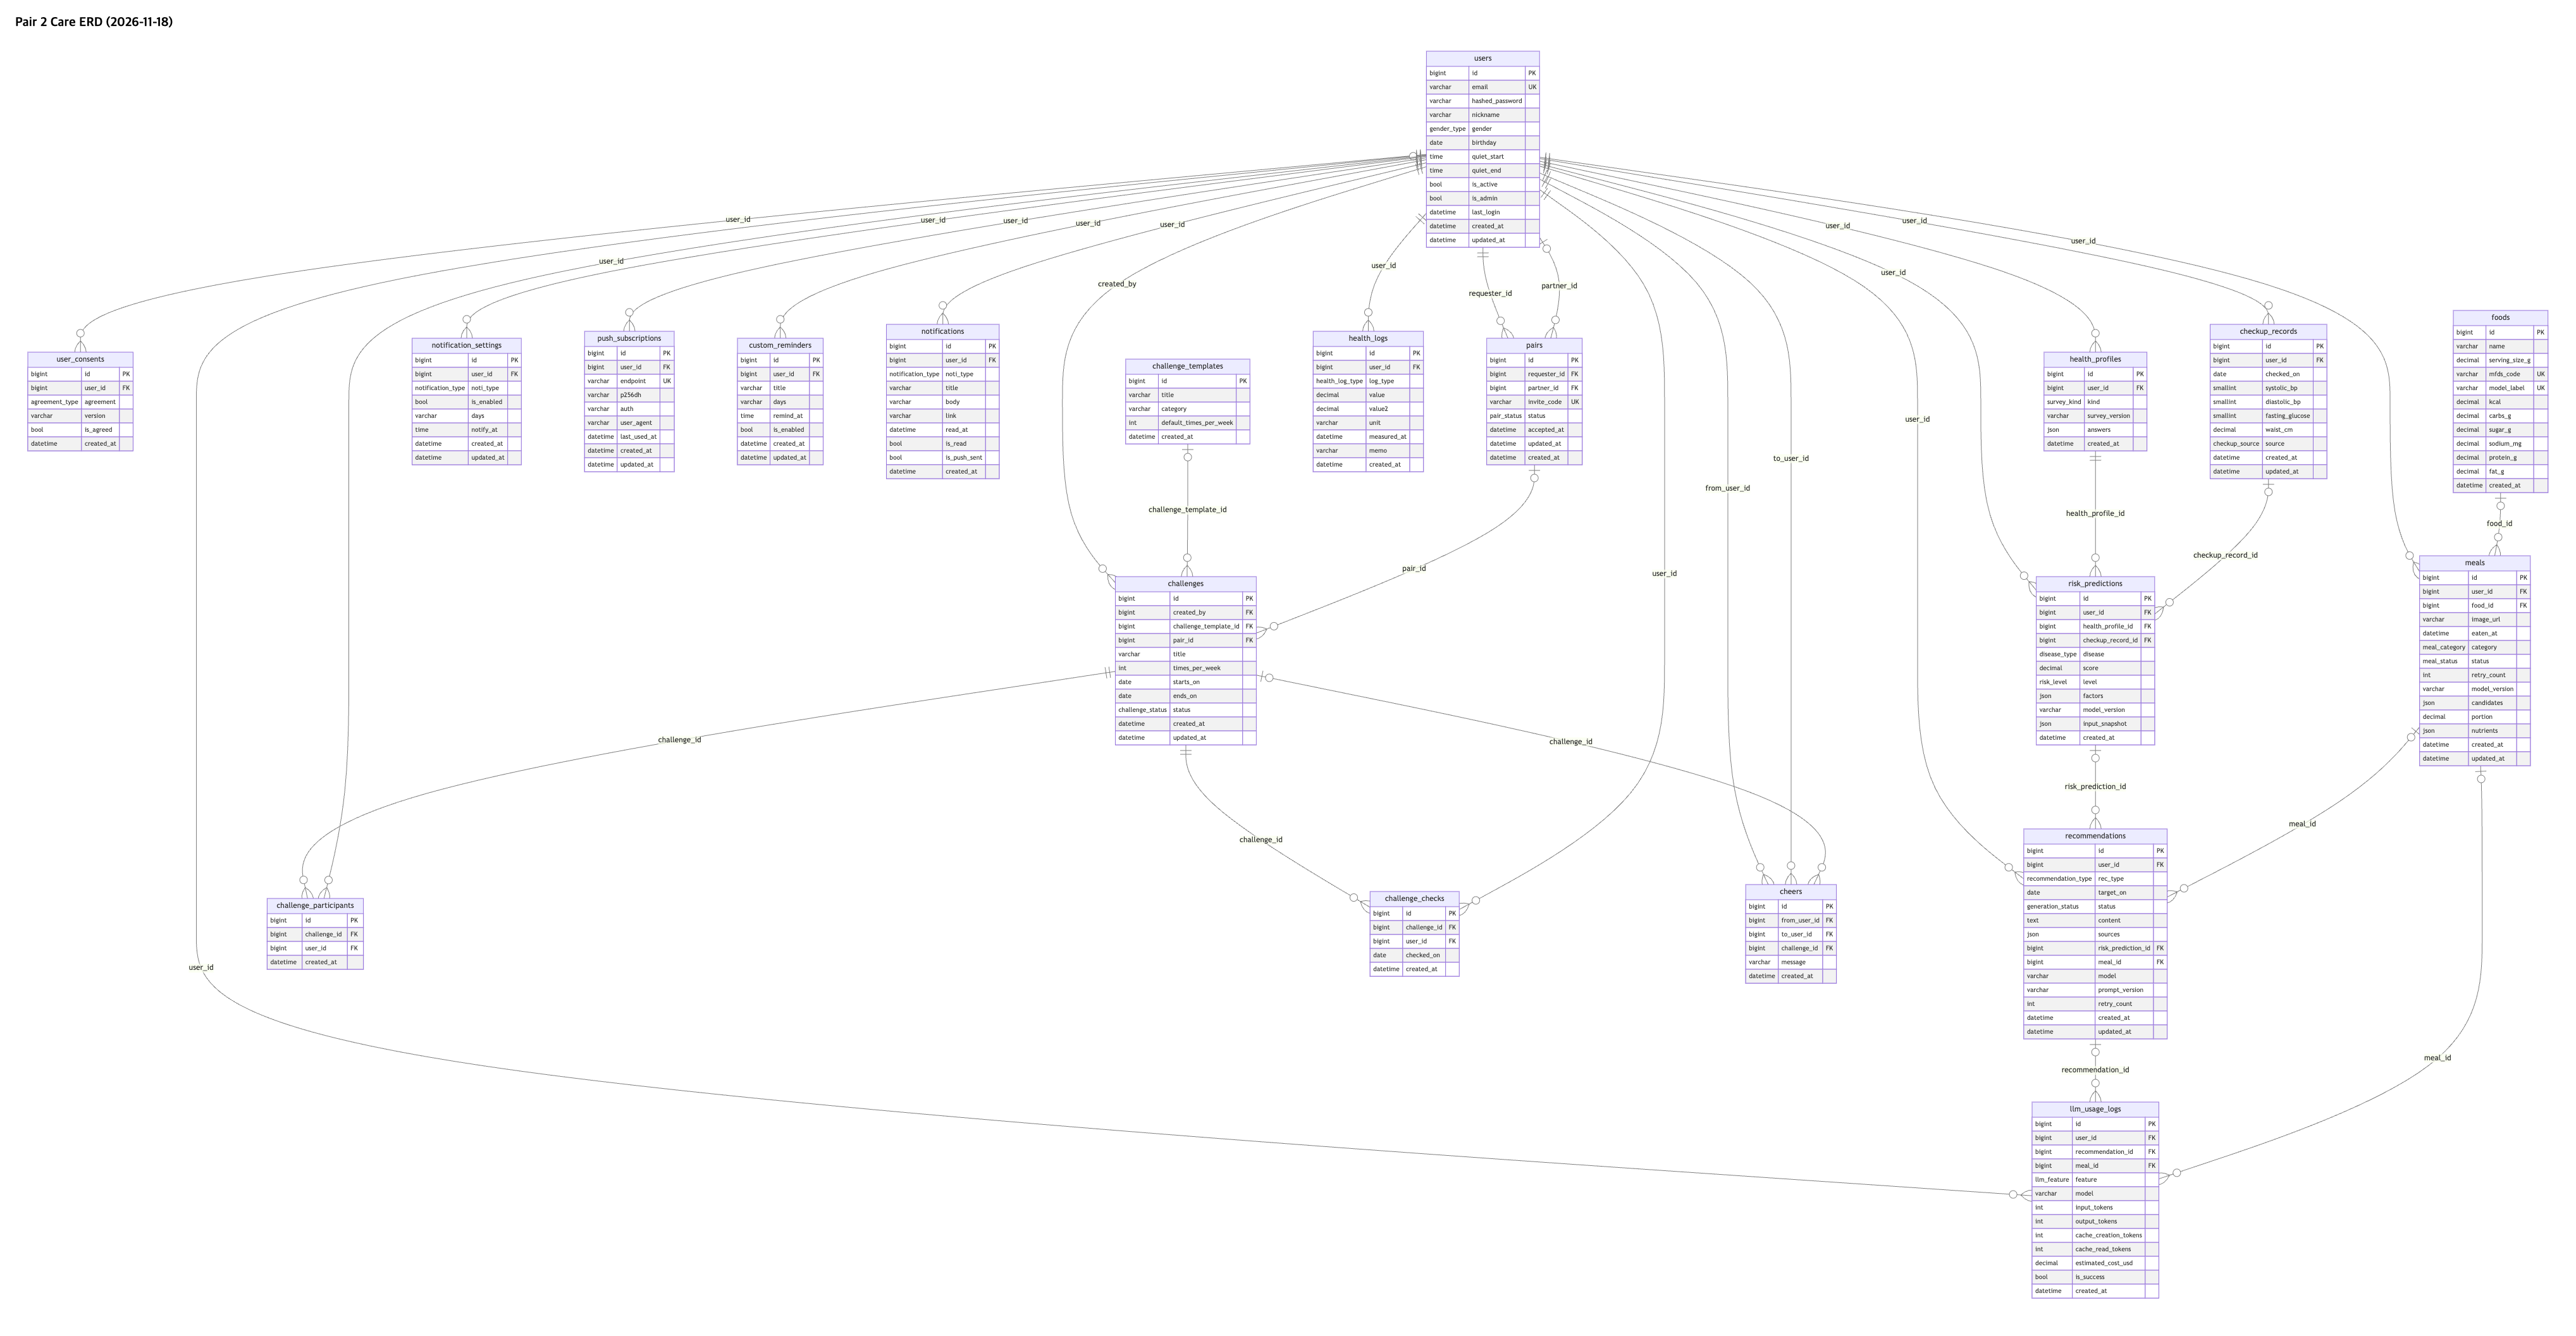 Pair 2 Care ERD (2026-11-18)
users
bigint id PK
varchar email UK
varchar hashed_password
varchar nickname
gender_type gender
date birthday
time quiet_start
time quiet_end
bool is_active
bool is_admin
datetime last_login
datetime created_at
datetime updated_at
user_id
user_id
user_id
user_id
user_id
user_id
user_id
user_id
user_id
user_id
user_id
created_by
requester_id
partner_id
user_consents
bigint id PK
bigint user_id FK
agreement_type agreement
varchar version
bool is_agreed
datetime created_at
notification_settings
bigint id PK
bigint user_id FK
notification_type noti_type
bool is_enabled
varchar days
time notify_at
datetime created_at
datetime updated_at
push_subscriptions
bigint id PK
bigint user_id FK
varchar endpoint UK
varchar p256dh
varchar auth
varchar user_agent
datetime last_used_at
datetime created_at
datetime updated_at
custom_reminders
bigint id PK
bigint user_id FK
varchar title
varchar days
time remind_at
bool is_enabled
datetime created_at
datetime updated_at
notifications
bigint id PK
bigint user_id FK
notification_type noti_type
varchar title
varchar body
varchar link
datetime read_at
bool is_read
bool is_push_sent
datetime created_at
challenge_templates
bigint id PK
varchar title
varchar category
int default_times_per_week
datetime created_at
health_logs
bigint id PK
bigint user_id FK
health_log_type log_type
decimal value
decimal value2
varchar unit
datetime measured_at
varchar memo
datetime created_at
pairs
bigint id PK
bigint requester_id FK
bigint partner_id FK
varchar invite_code UK
pair_status status
datetime accepted_at
datetime updated_at
datetime created_at
health_profiles
bigint id PK
bigint user_id FK
survey_kind kind
varchar survey_version
json answers
datetime created_at
checkup_records
bigint id PK
bigint user_id FK
date checked_on
smallint systolic_bp
smallint diastolic_bp
smallint fasting_glucose
decimal waist_cm
checkup_source source
datetime created_at
datetime updated_at
foods
bigint id PK
varchar name
decimal serving_size_g
varchar mfds_code UK
varchar model_label UK
decimal kcal
decimal carbs_g
decimal sugar_g
decimal sodium_mg
decimal protein_g
decimal fat_g
datetime created_at
user_id
to_user_id
from_user_id
challenge_template_id
health_profile_id
food_id
checkup_record_id
pair_id
user_id
challenges
bigint id PK
bigint created_by FK
bigint challenge_template_id FK
bigint pair_id FK
varchar title
int times_per_week
date starts_on
date ends_on
challenge_status status
datetime created_at
datetime updated_at
risk_predictions
bigint id PK
bigint user_id FK
bigint health_profile_id FK
bigint checkup_record_id FK
disease_type disease
decimal score
risk_level level
json factors
varchar model_version
json input_snapshot
datetime created_at
meals
bigint id PK
bigint user_id FK
bigint food_id FK
varchar image_url
datetime eaten_at
meal_category category
meal_status status
int retry_count
varchar model_version
json candidates
decimal portion
json nutrients
datetime created_at
datetime updated_at
challenge_id
challenge_id
risk_prediction_id
meal_id
challenge_id
challenge_participants
bigint id PK
bigint challenge_id FK
bigint user_id FK
datetime created_at
user_id
challenge_checks
bigint id PK
bigint challenge_id FK
bigint user_id FK
date checked_on
datetime created_at
cheers
bigint id PK
bigint from_user_id FK
bigint to_user_id FK
bigint challenge_id FK
varchar message
datetime created_at
recommendations
bigint id PK
bigint user_id FK
recommendation_type rec_type
date target_on
generation_status status
text content
json sources
bigint risk_prediction_id FK
bigint meal_id FK
varchar model
varchar prompt_version
int retry_count
datetime created_at
datetime updated_at
meal_id
recommendation_id
llm_usage_logs
bigint id PK
bigint user_id FK
bigint recommendation_id FK
bigint meal_id FK
llm_feature feature
varchar model
int input_tokens
int output_tokens
int cache_creation_tokens
int cache_read_tokens
decimal estimated_cost_usd
bool is_success
datetime created_at